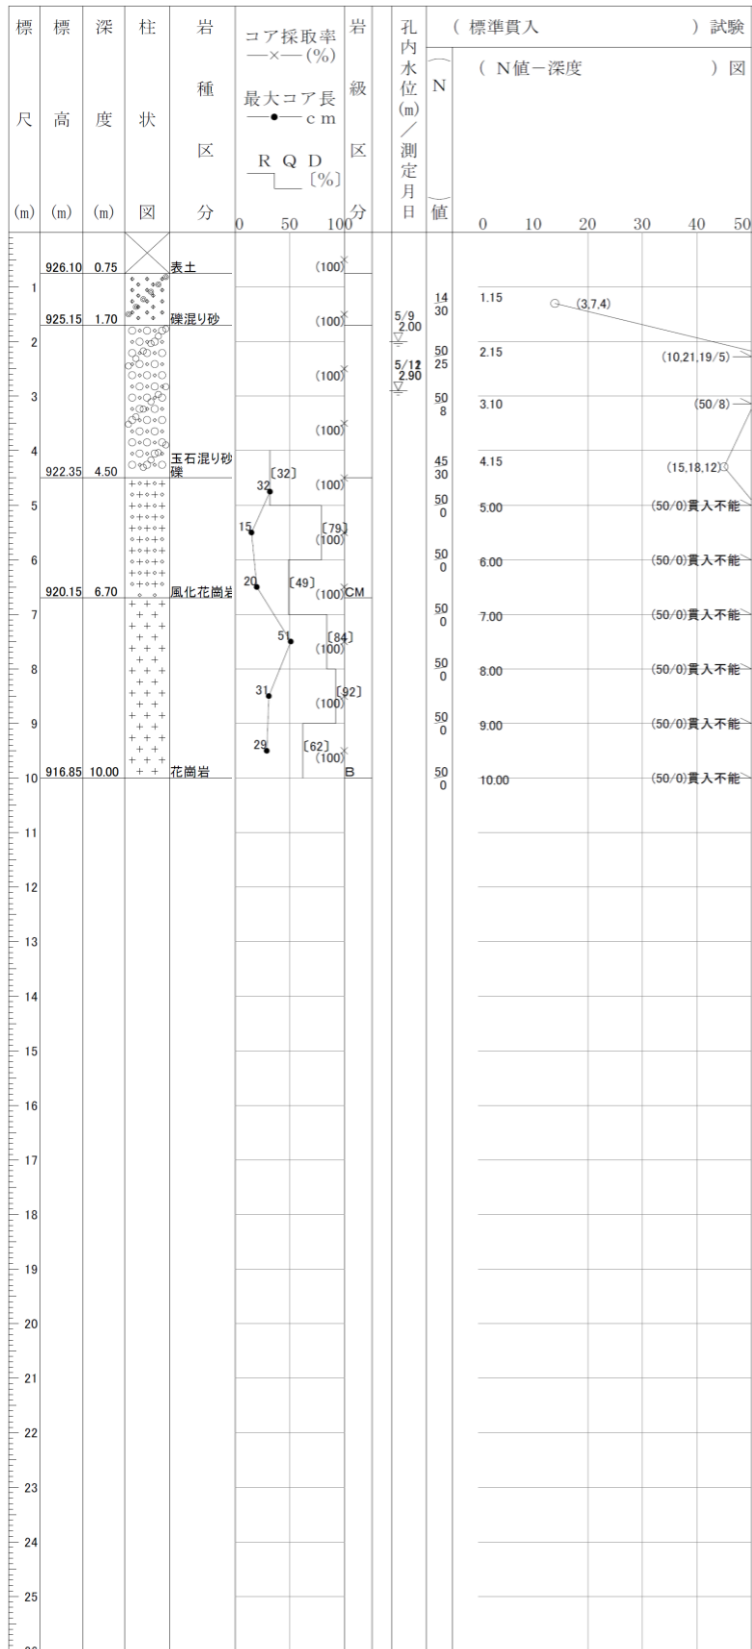 標尺(m)
標高(m)
深度(m)
柱状図
岩種区分
コア採取率
—×—(%)
最大コア長
—●—cm
RQD
〔%〕
0 50 100
岩級区分
孔内水位(m)／測定月日
(標準貫入)試験
(N値－深度)図
N値
0 10 20 30 40 50
926.10 0.75 表土 (100)
1
14
30
1.15
(3,7,4)
925.15 1.70 礫混り砂 (100)
5/9
2.00
2
50
25
2.15
(10,21,19/5)
(100)
2.90
3
50
8
3.10
(50/8)
(100)
4
45
30
4.15
(15,18,12)
玉石混り砂
922.35 4.50 礫
〔32〕
(100)
32
5
50
0
5.00
(50/0)貫入不能
15
〔79〕
(100)
6
50
0
6.00
(50/0)貫入不能
20
〔49〕
920.15 6.70 風化花崗岩 (100) CM
7
50
0
7.00
(50/0)貫入不能
51
〔84〕
(100)
8
50
0
8.00
(50/0)貫入不能
31
〔92〕
(100)
9
50
0
9.00
(50/0)貫入不能
29
〔62〕
(100)
10
916.85 10.00 花崗岩 B
50
0
10.00
(50/0)貫入不能
11
12
13
14
15
16
17
18
19
20
21
22
23
24
25